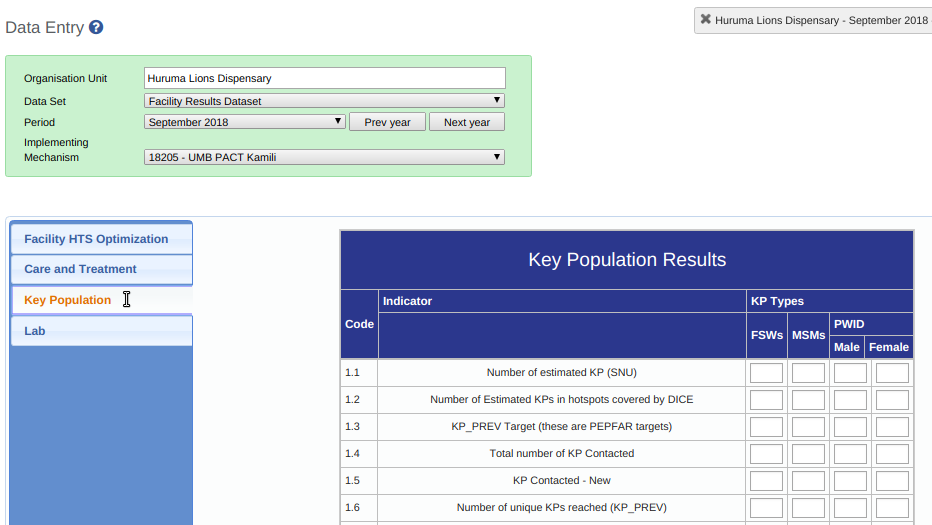 Data Entry ?
Huruma Lions Dispensary - September 2018
Organisation Unit Huruma Lions Dispensary
Data Set Facility Results Dataset
Period September 2018 Prev year Next year
Implementing
Mechanism 18205 - UMB PACT Kamili
Facility HTS Optimization
Care and Treatment
Key Population
Lab
Key Population Results
Code Indicator KP Types
FSWs MSMs PWID
Male Female
1.1 Number of estimated KP (SNU)
1.2 Number of Estimated KPs in hotspots covered by DICE
1.3 KP_PREV Target (these are PEPFAR targets)
1.4 Total number of KP Contacted
1.5 KP Contacted - New
1.6 Number of unique KPs reached (KP_PREV)